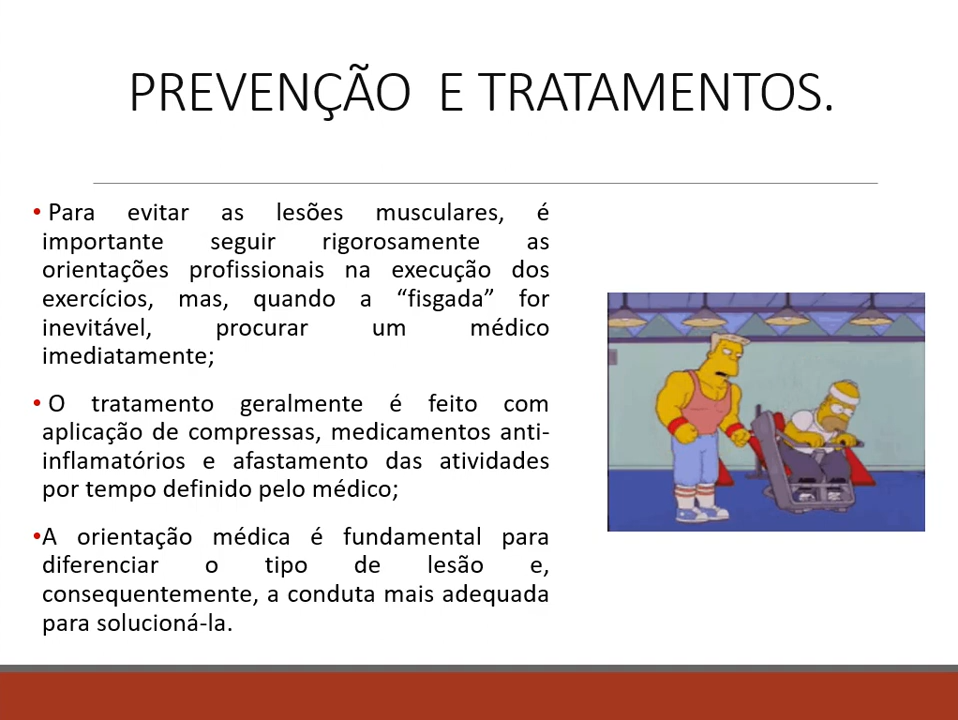 PREVENÇÃO E TRATAMENTOS.
• Para evitar as lesões musculares, é
importante seguir rigorosamente as
orientações profissionais na execução dos
exercícios, mas, quando a “fisgada” for
inevitável, procurar um médico
imediatamente;
• O tratamento geralmente é feito com
aplicação de compressas, medicamentos anti-
inflamatórios e afastamento das atividades
por tempo definido pelo médico;
•A orientação médica é fundamental para
diferenciar o tipo de lesão e,
consequentemente, a conduta mais adequada
para solucioná-la.